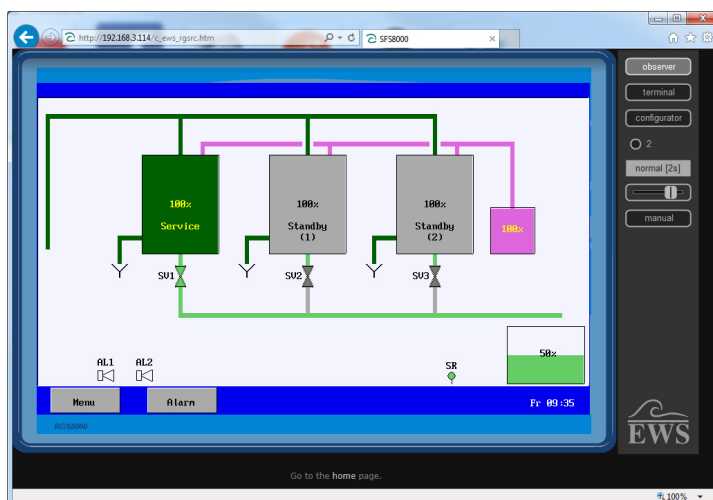 http://192.168.3.114/c_ews_rgsrc.htm
SFS8000
observer
terminal
configurator
2
normal [2s]
manual
100%
Service
100%
Standby
(1)
100%
Standby
(2)
100%
SV1
SV2
SV3
AL1
AL2
SR
50%
Menu
Alarm
Fr 09:35
RGS8000
EWS
Go to the home page.
100%